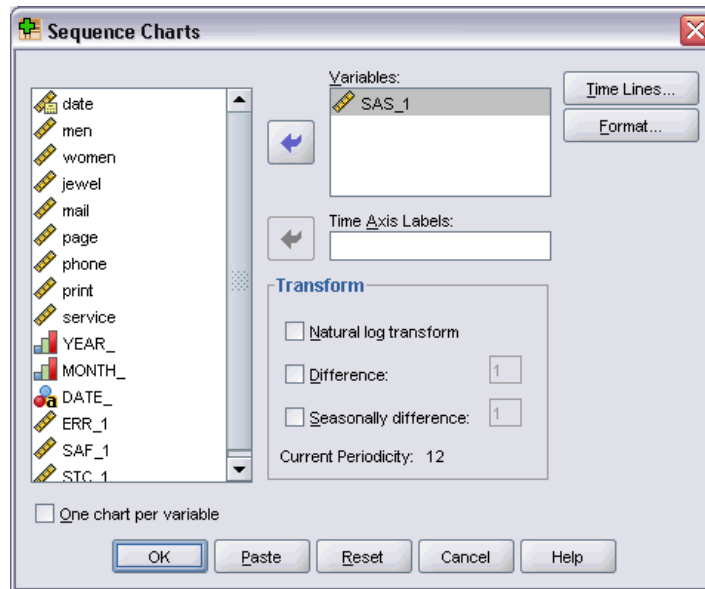 Sequence Charts
date
men
women
jewel
mail
page
phone
print
service
YEAR_
MONTH_
DATE_
ERR_1
SAF_1
STC_1
Variables:
SAS_1
Time Axis Labels:
Transform
Natural log transform
Difference: 1
Seasonally difference: 1
Current Periodicity: 12
Time Lines...
Format...
One chart per variable
OK Paste Reset Cancel Help